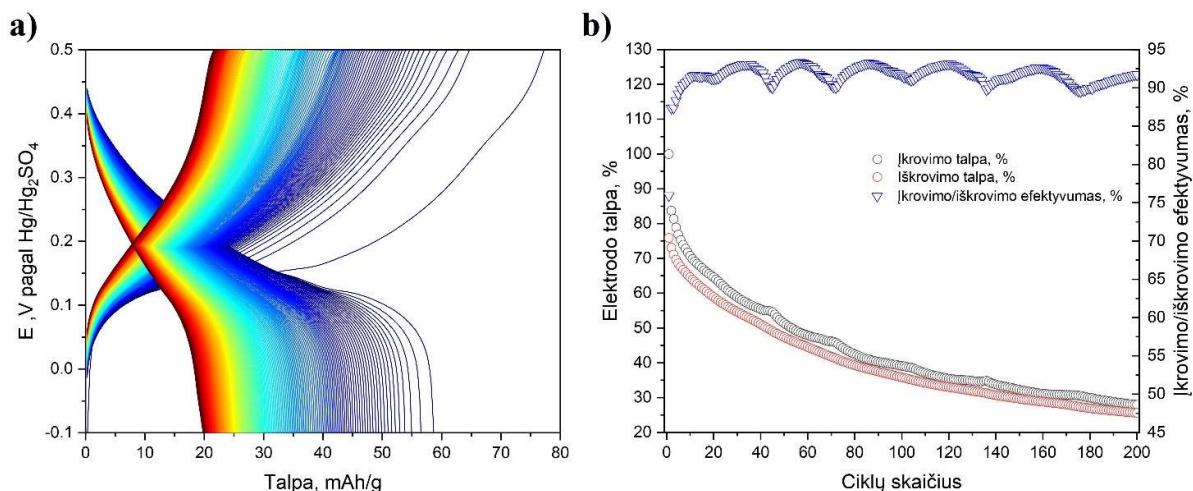 a)
E ,V pagal Hg/Hg2SO4
0.5
0.4
0.3
0.2
0.1
0.0
-0.1
0 10 20 30 40 50 60 70 80
Talpa, mAh/g
b)
Elektrodo talpa, %
130
120
110
100
90
80
70
60
50
40
30
20
Įkrovimo talpa, %
Iškrovimo talpa, %
Įkrovimo/iškrovimo efektyvumas, %
95
90
85
80
75
70
65
60
55
50
45
Įkrovimo/iškrovimo efektyvumas, %
0 20 40 60 80 100 120 140 160 180 200
Ciklų skaičius